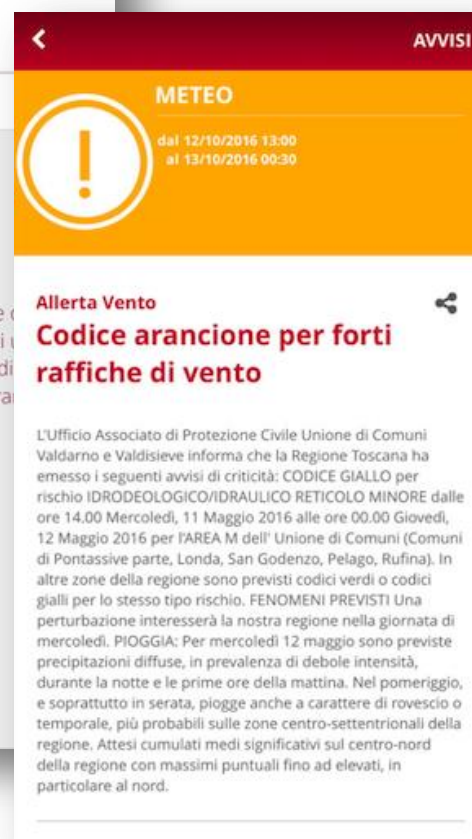 AVVISI
METEO
dal 12/10/2016 13:00
al 13/10/2016 00:30
Allerta Vento
Codice arancione per forti
raffiche di vento
L'Ufficio Associato di Protezione Civile Unione di Comuni
Valdarno e Valdisieve informa che la Regione Toscana ha
emesso i seguenti avvisi di criticità: CODICE GIALLO per
rischio IDRODEOLOGICO/IDRAULICO RETICOLO MINORE dalle
ore 14.00 Mercoledì, 11 Maggio 2016 alle ore 00.00 Giovedì,
12 Maggio 2016 per l'AREA M dell' Unione di Comuni (Comuni
di Pontassive parte, Londa, San Godenzo, Pelago, Rufina). In
altre zone della regione sono previsti codici verdi o codici
gialli per lo stesso tipo rischio. FENOMENI PREVISTI Una
perturbazione interesserà la nostra regione nella giornata di
mercoledì. PIOGGIA: Per mercoledì 12 maggio sono previste
precipitazioni diffuse, in prevalenza di debole intensità,
durante la notte e le prime ore della mattina. Nel pomeriggio,
e soprattutto in serata, piogge anche a carattere di rovescio o
temporale, più probabili sulle zone centro-settentrionali della
regione. Attesi cumulati medi significativi sul centro-nord
della regione con massimi puntuali fino ad elevati, in
particolare al nord.